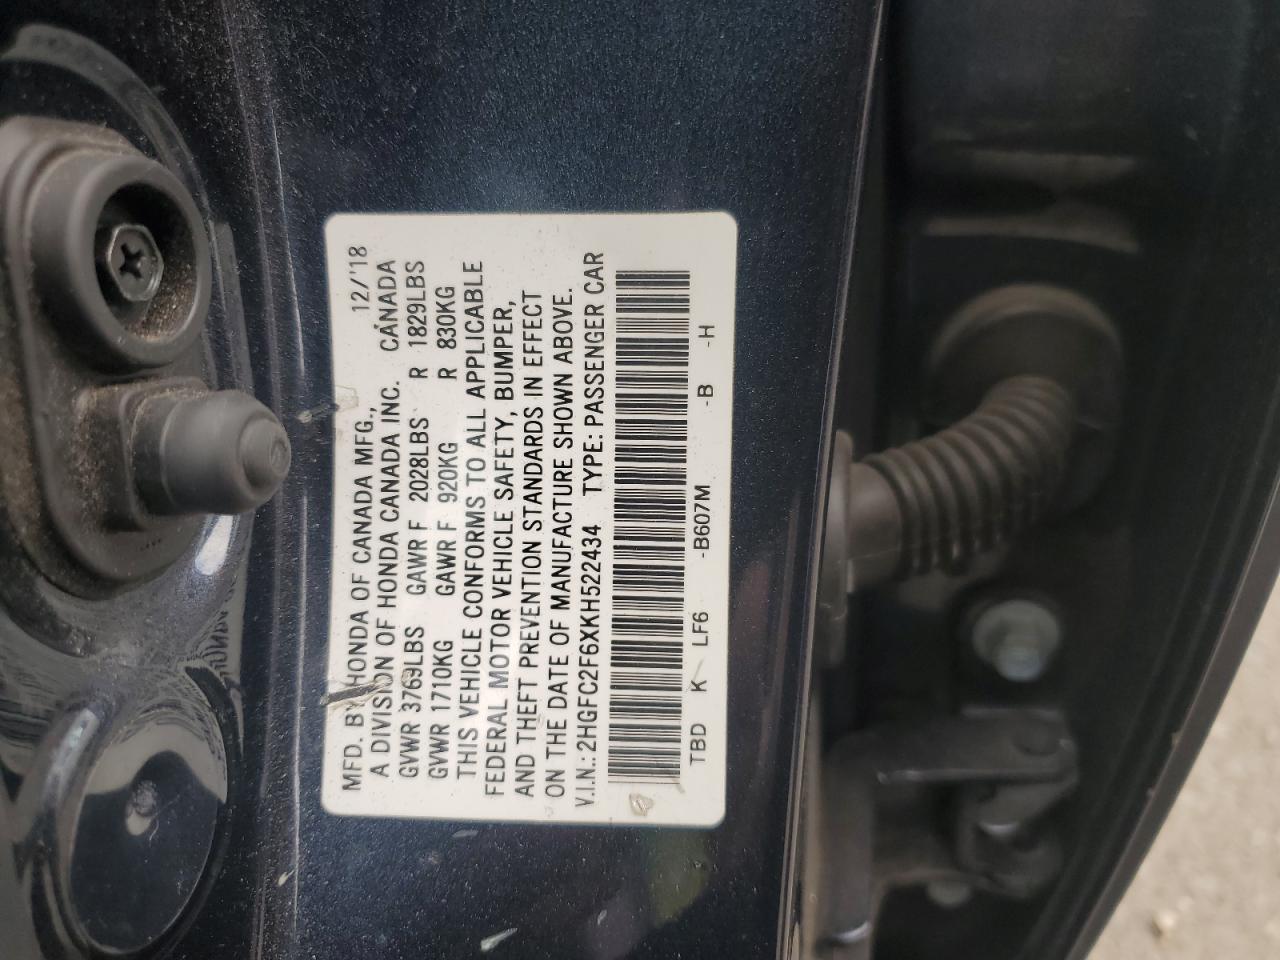 MFD. BY HONDA OF CANADA MFG., 12/'18
A DIVISION OF HONDA CANADA INC. CANADA
GVWR 3769LBS GAWR F 2028LBS R 1829LBS
GVWR 1710KG GAWR F 920KG R 830KG
THIS VEHICLE CONFORMS TO ALL APPLICABLE
FEDERAL MOTOR VEHICLE SAFETY, BUMPER,
AND THEFT PREVENTION STANDARDS IN EFFECT
ON THE DATE OF MANUFACTURE SHOWN ABOVE.
V.I.N.: 2HGFC2F6XKH522434 TYPE: PASSENGER CAR
TBD K LF6 -B607M -B -H